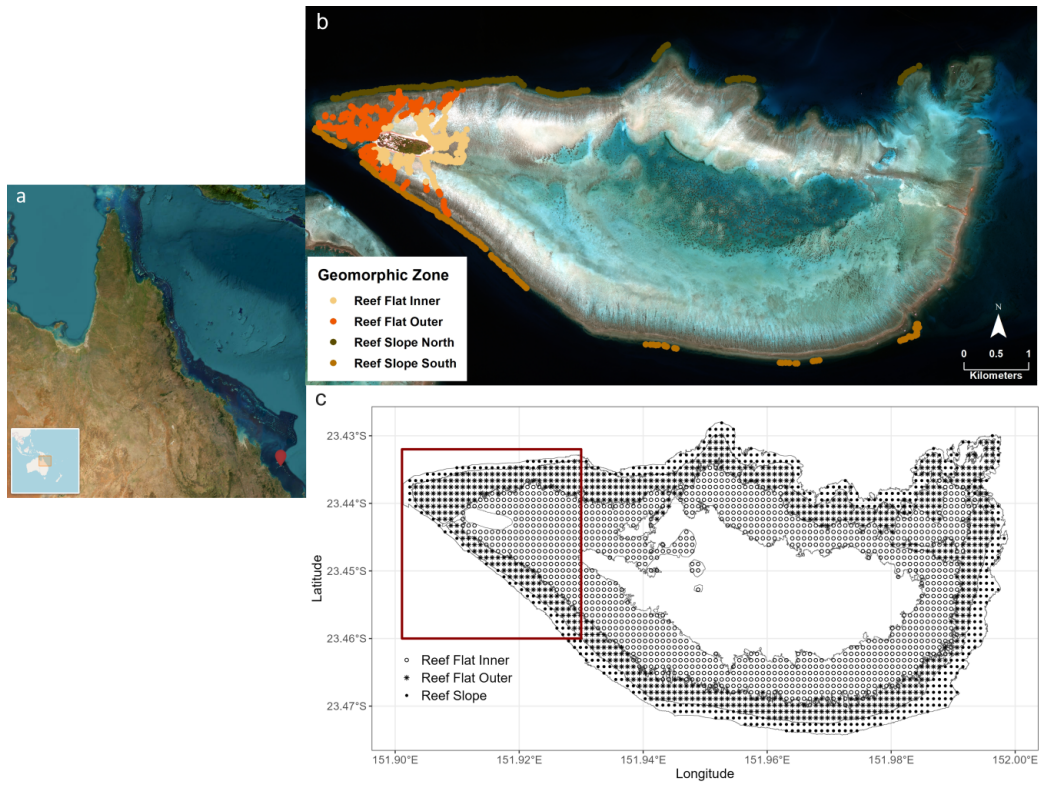 b
a
Geomorphic Zone
Reef Flat Inner
Reef Flat Outer
Reef Slope North
Reef Slope South
N
0 0.5 1
Kilometers
c
23.43°S
23.44°S
23.45°S
23.46°S
23.47°S
Latitude
Reef Flat Inner
Reef Flat Outer
Reef Slope
151.90°E 151.92°E 151.94°E 151.96°E 151.98°E 152.00°E
Longitude